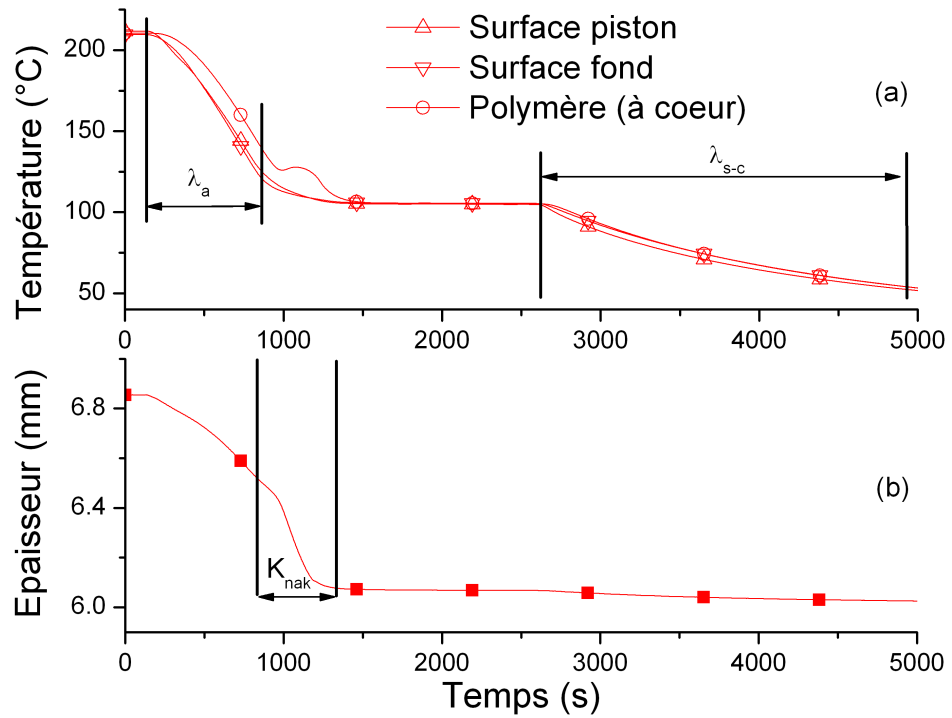 Surface piston
Surface fond
Polymère (à coeur)
(a)
Température (°C)
200
150
100
50
λa
λs-c
0 1000 2000 3000 4000 5000
Epaisseur (mm)
6.8
6.4
6.0
(b)
Knak
0 1000 2000 3000 4000 5000
Temps (s)